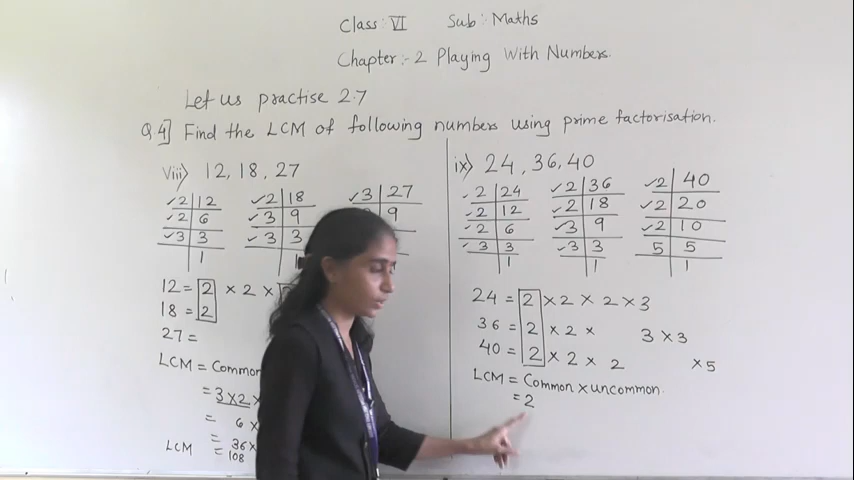 Class:- VI Sub:- Maths
Chapter:- 2 Playing With Numbers.
Let us practise 2.7
Q.4] Find the LCM of following numbers using prime factorisation.
viii) 12, 18, 27
✓2 | 12
✓2 | 6
✓3 | 3
| 1
✓2 | 18
✓3 | 9
✓3 | 3
✓3 | 27
| 9
12 = 2 × 2 ×
18 = 2
27 =
LCM = Common
= 3 × 2 ×
= 6 ×
= 36 ×
LCM = 108
ix) 24, 36, 40
✓2 | 24
✓2 | 12
✓2 | 6
✓3 | 3
| 1
✓2 | 36
✓2 | 18
✓3 | 9
✓3 | 3
| 1
✓2 | 40
✓2 | 20
✓2 | 10
5 | 5
| 1
24 = 2 × 2 × 2 × 3
36 = 2 × 2 × 3 × 3
40 = 2 × 2 × 2 × 5
LCM = Common × uncommon.
= 2